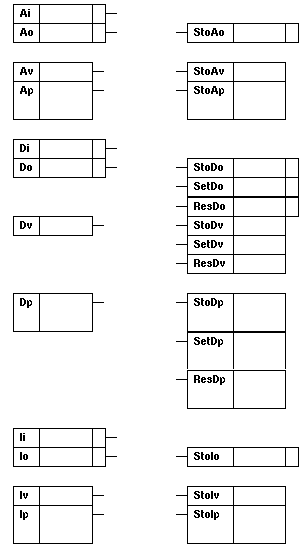 Ai
Ao StoAo
Av StoAv
Ap StoAp
Di
Do StoDo
SetDo
ResDo
Dv StoDv
SetDv
ResDv
Dp StoDp
SetDp
ResDp
Ii
Io StoIo
Iv StoIv
Ip StoIp